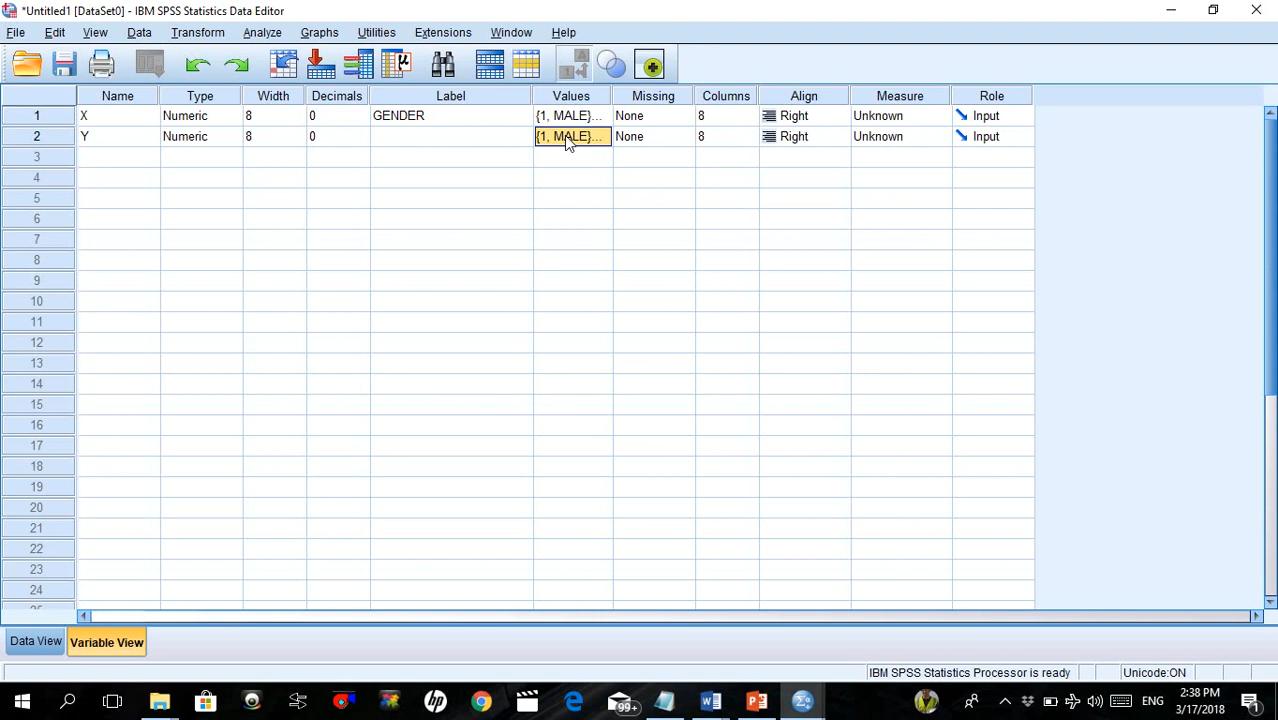 *Untitled1 [DataSet0] - IBM SPSS Statistics Data Editor
File Edit View Data Transform Analyze Graphs Utilities Extensions Window Help
Name Type Width Decimals Label Values Missing Columns Align Measure Role
1 X Numeric 8 0 GENDER {1, MALE}... None 8 Right Unknown Input
2 Y Numeric 8 0 {1, MALE}... None 8 Right Unknown Input
3
4
5
6
7
8
9
10
11
12
13
14
15
16
17
18
19
20
21
22
23
24
Data View Variable View
IBM SPSS Statistics Processor is ready Unicode:ON
99+ ENG 2:38 PM
3/17/2018 1